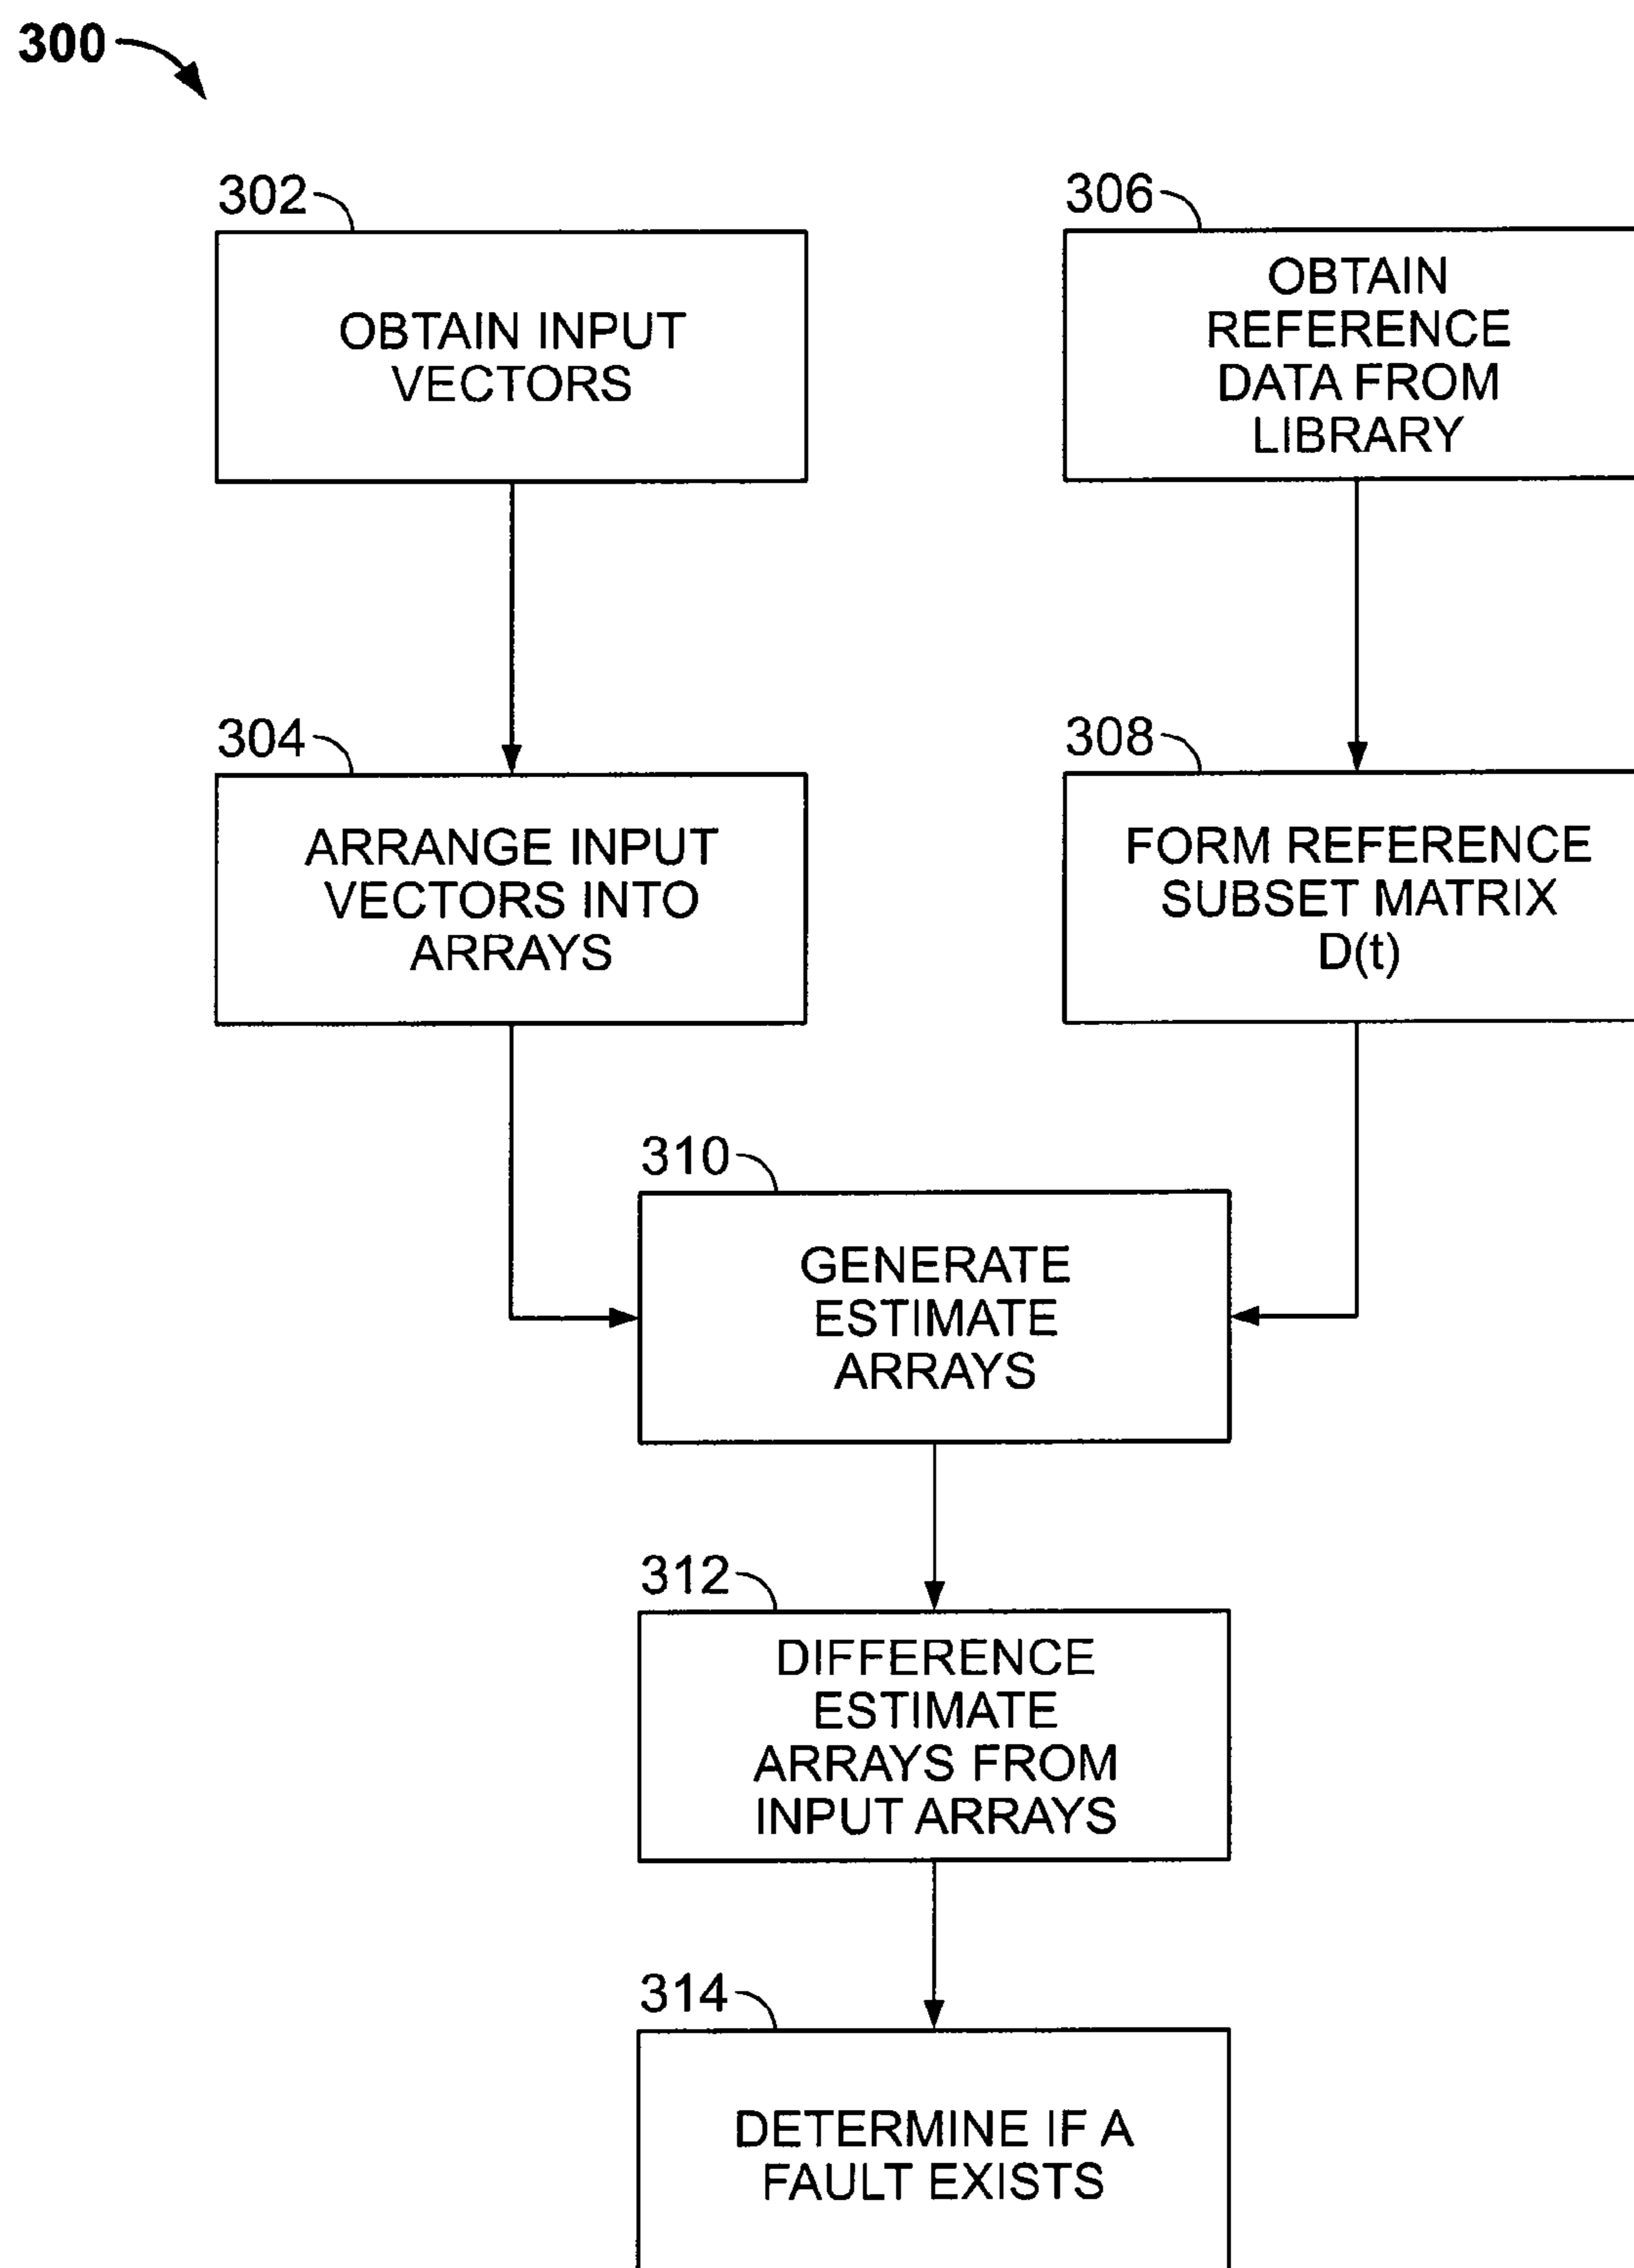 300
302
OBTAIN INPUT
VECTORS
306
OBTAIN
REFERENCE
DATA FROM
LIBRARY
304
ARRANGE INPUT
VECTORS INTO
ARRAYS
308
FORM REFERENCE
SUBSET MATRIX
D(t)
310
GENERATE
ESTIMATE
ARRAYS
312
DIFFERENCE
ESTIMATE
ARRAYS FROM
INPUT ARRAYS
314
DETERMINE IF A
FAULT EXISTS